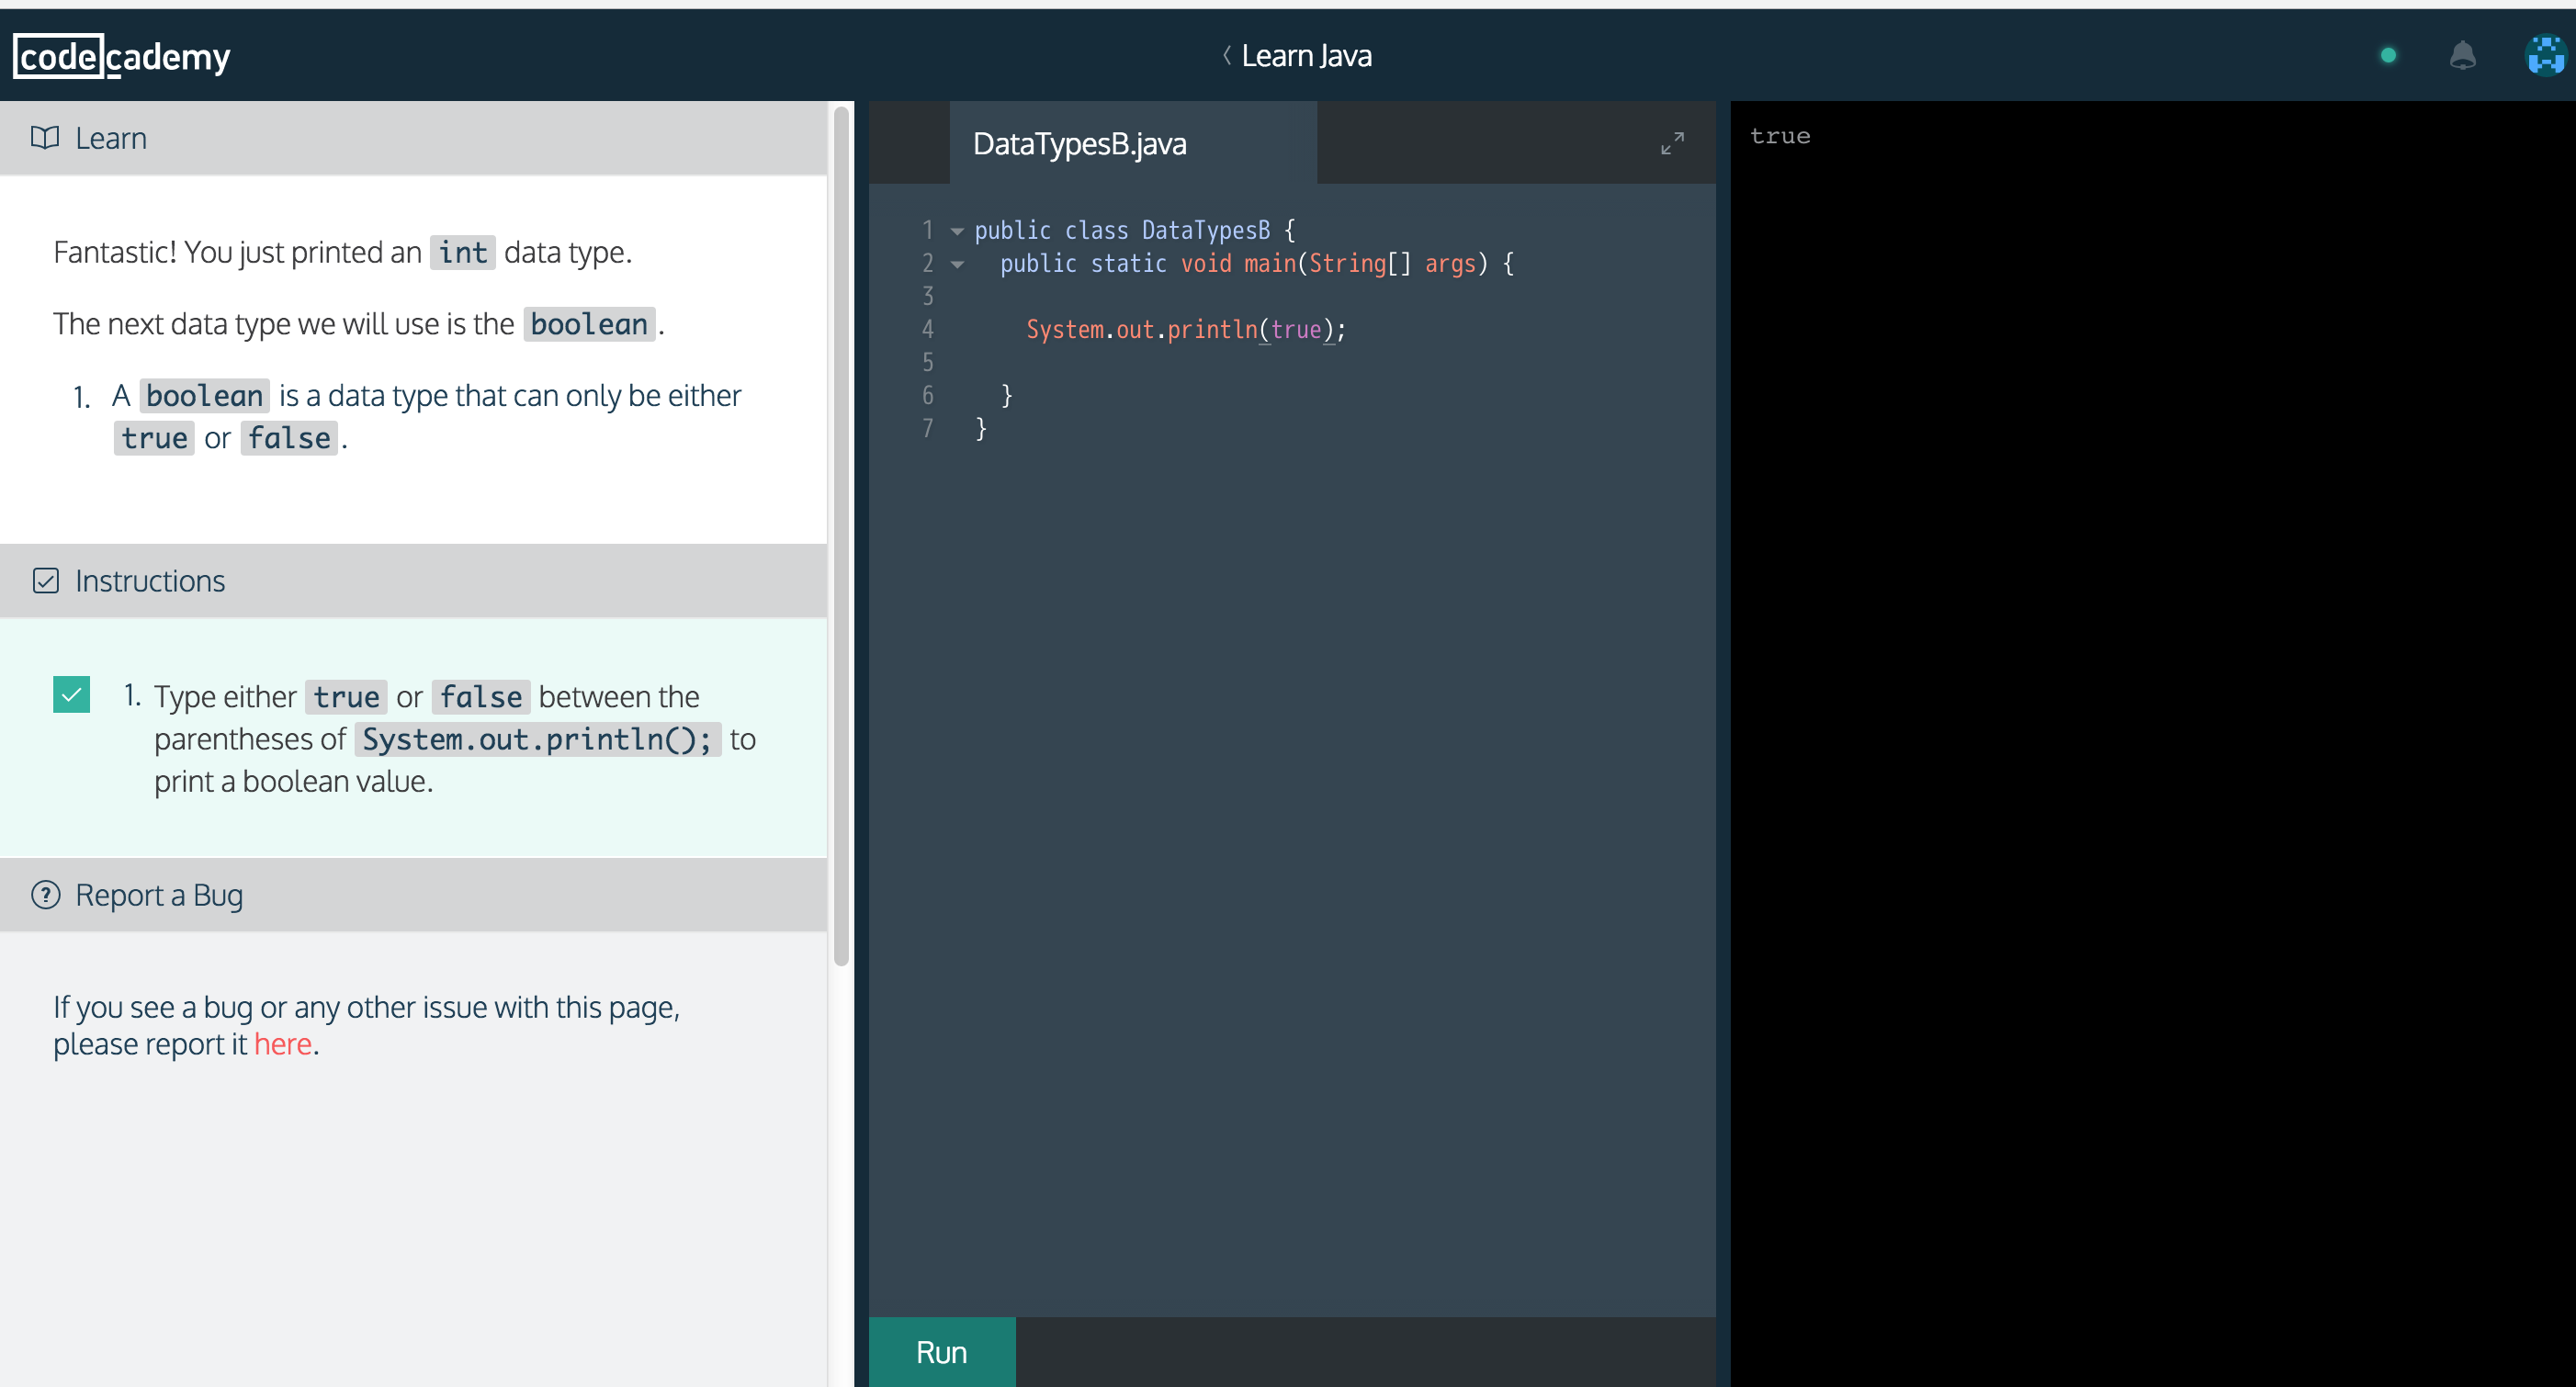 codecademy
Learn Java
Learn
Fantastic! You just printed an int data type.
The next data type we will use is the boolean.
1. A boolean is a data type that can only be either
true or false.
Instructions
1. Type either true or false between the
parentheses of System.out.println(); to
print a boolean value.
? Report a Bug
If you see a bug or any other issue with this page,
please report it here.
DataTypesB.java
1 public class DataTypesB {
2 public static void main(String[] args) {
3
4 System.out.println(true);
5
6 }
7 }
Run
true